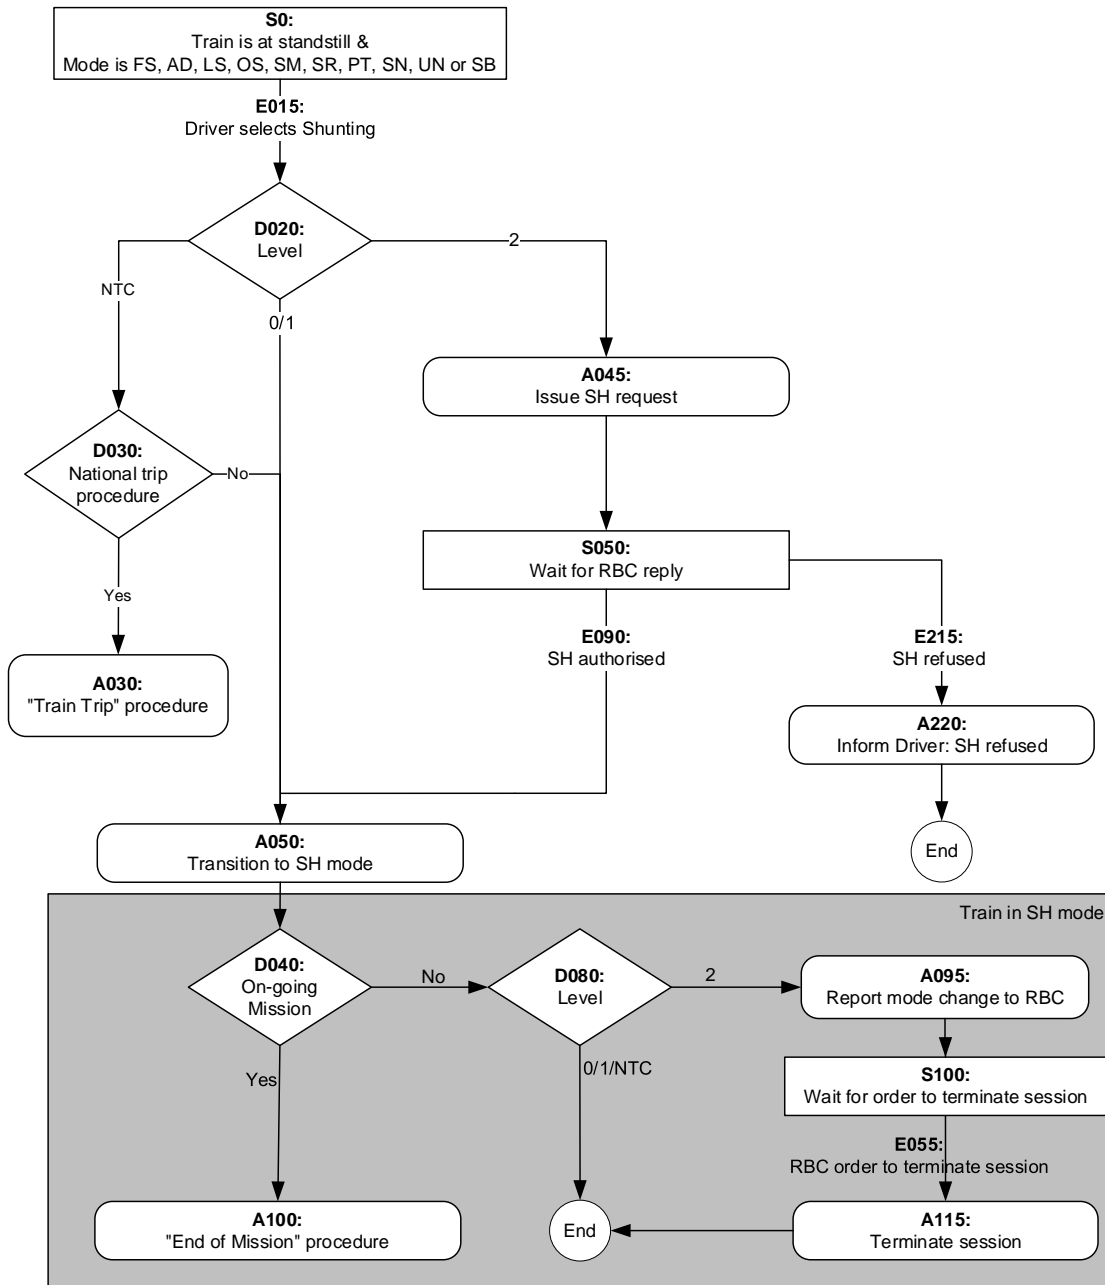 S0:
Train is at standstill &
Mode is FS, AD, LS, OS, SM, SR, PT, SN, UN or SB
E015:
Driver selects Shunting
D020:
Level
2
NTC
0/1
A045:
Issue SH request
D030:
National trip
procedure
No
Yes
S050:
Wait for RBC reply
E090:
SH authorised
E215:
SH refused
A030:
"Train Trip" procedure
A220:
Inform Driver: SH refused
End
A050:
Transition to SH mode
Train in SH mode
D040:
On-going
Mission
No
D080:
Level
2
A095:
Report mode change to RBC
Yes
0/1/NTC
S100:
Wait for order to terminate session
E055:
RBC order to terminate session
A100:
"End of Mission" procedure
End
A115:
Terminate session